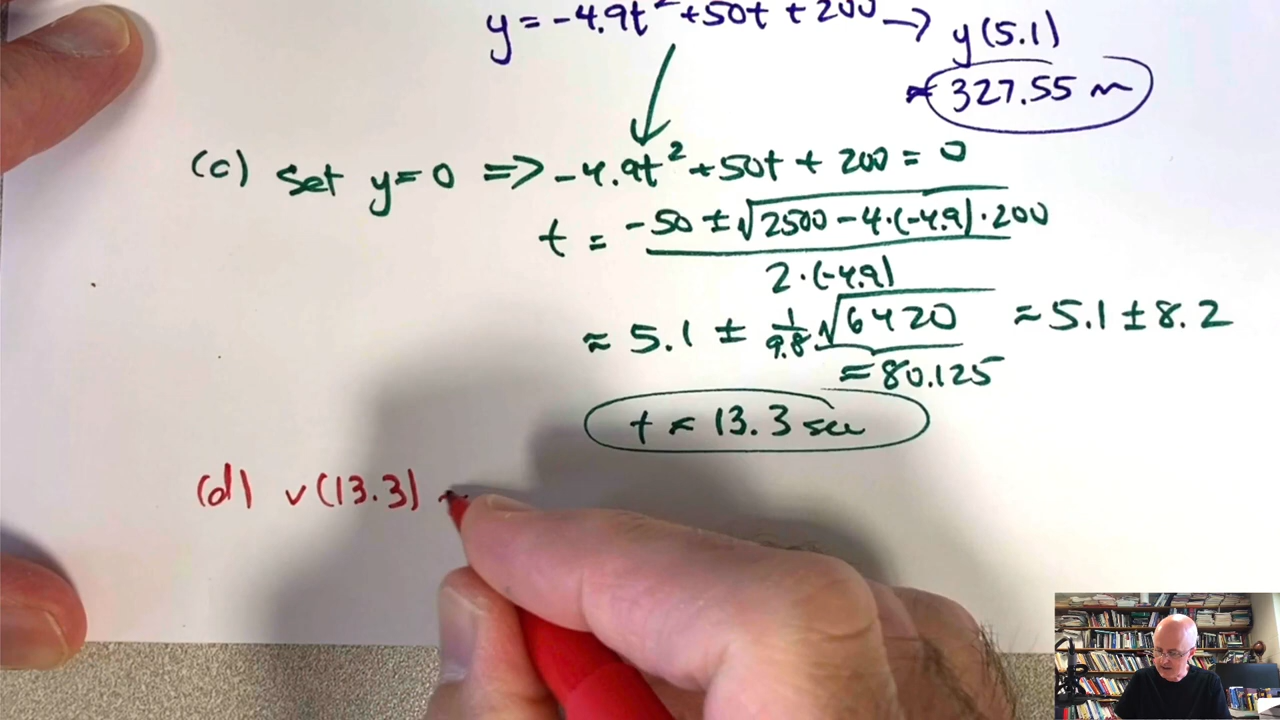 y = -4.9t² + 50t + 200 → y(5.1)
≈ 327.55 m
(c) Set y=0 => -4.9t² + 50t + 200 = 0
t = -50 ± √2500 - 4·(-4.9)·200
2·(-4.9)
≈ 5.1 ± 1/9.8 √6420 ≈ 5.1 ± 8.2
≈ 80.125
t ≈ 13.3 sec
(d) v(13.3) ~